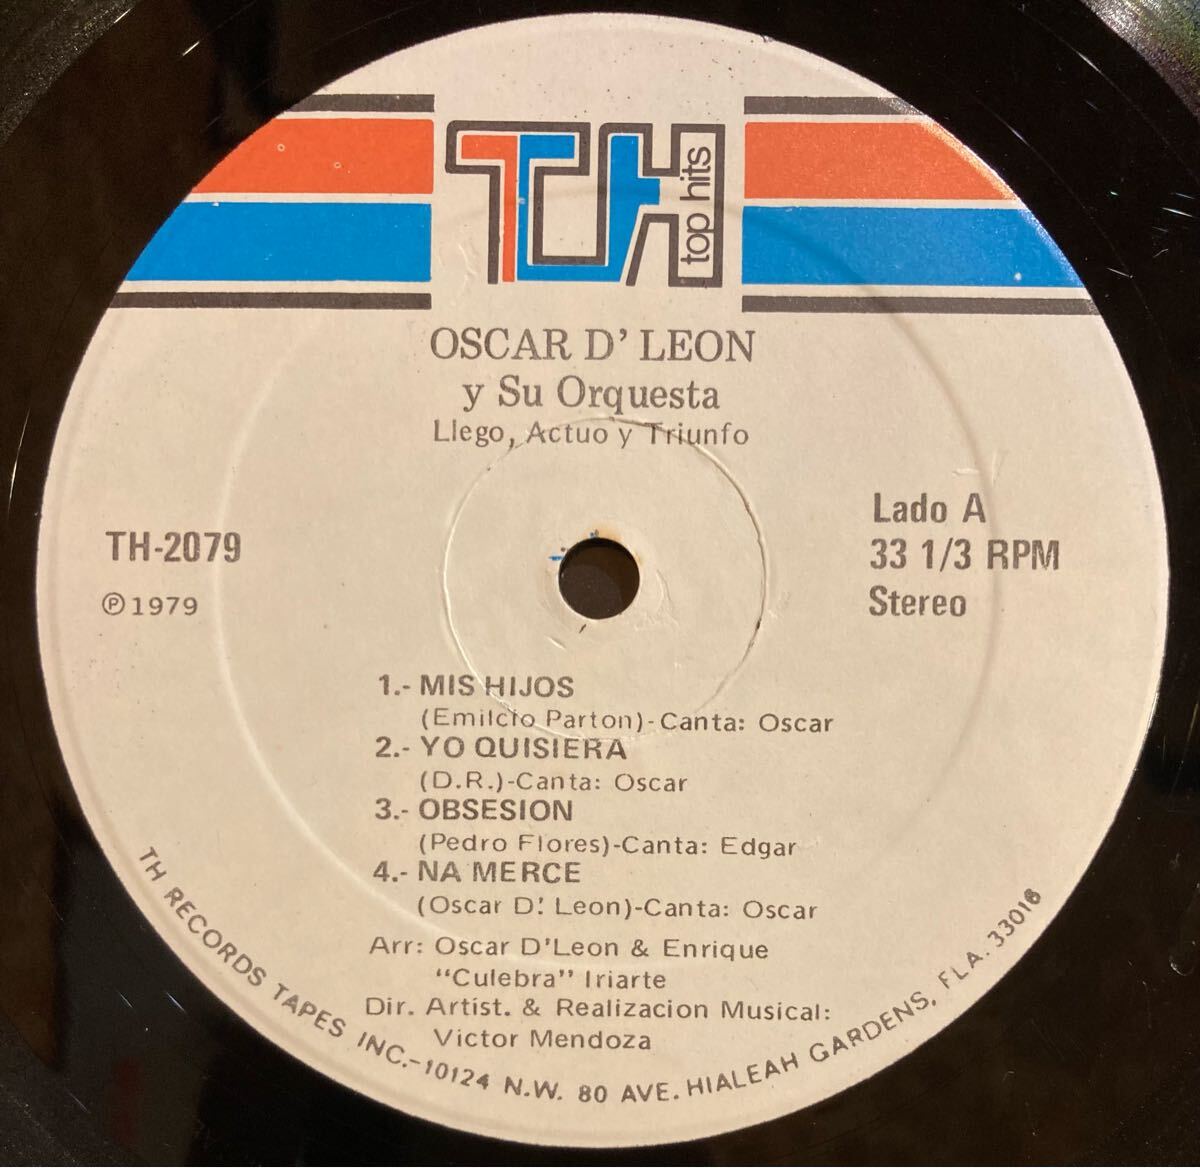 TH
top hits
OSCAR D' LEON
y Su Orquesta
Llego, Actuo y Triunfo
TH-2079
℗1979
Lado A
33 1/3 RPM
Stereo
1.- MIS HIJOS
(Emilcio Parton)-Canta: Oscar
2.- YO QUISIERA
(D.R.)-Canta: Oscar
3.- OBSESION
(Pedro Flores)-Canta: Edgar
4.- NA MERCE
(Oscar D.' Leon)-Canta: Oscar
Arr: Oscar D'Leon & Enrique
"Culebra" Iriarte
Dir. Artist. & Realizacion Musical:
Victor Mendoza
TH RECORDS TAPES INC.-10124 N.W. 80 AVE. HIALEAH GARDENS, FLA. 33016